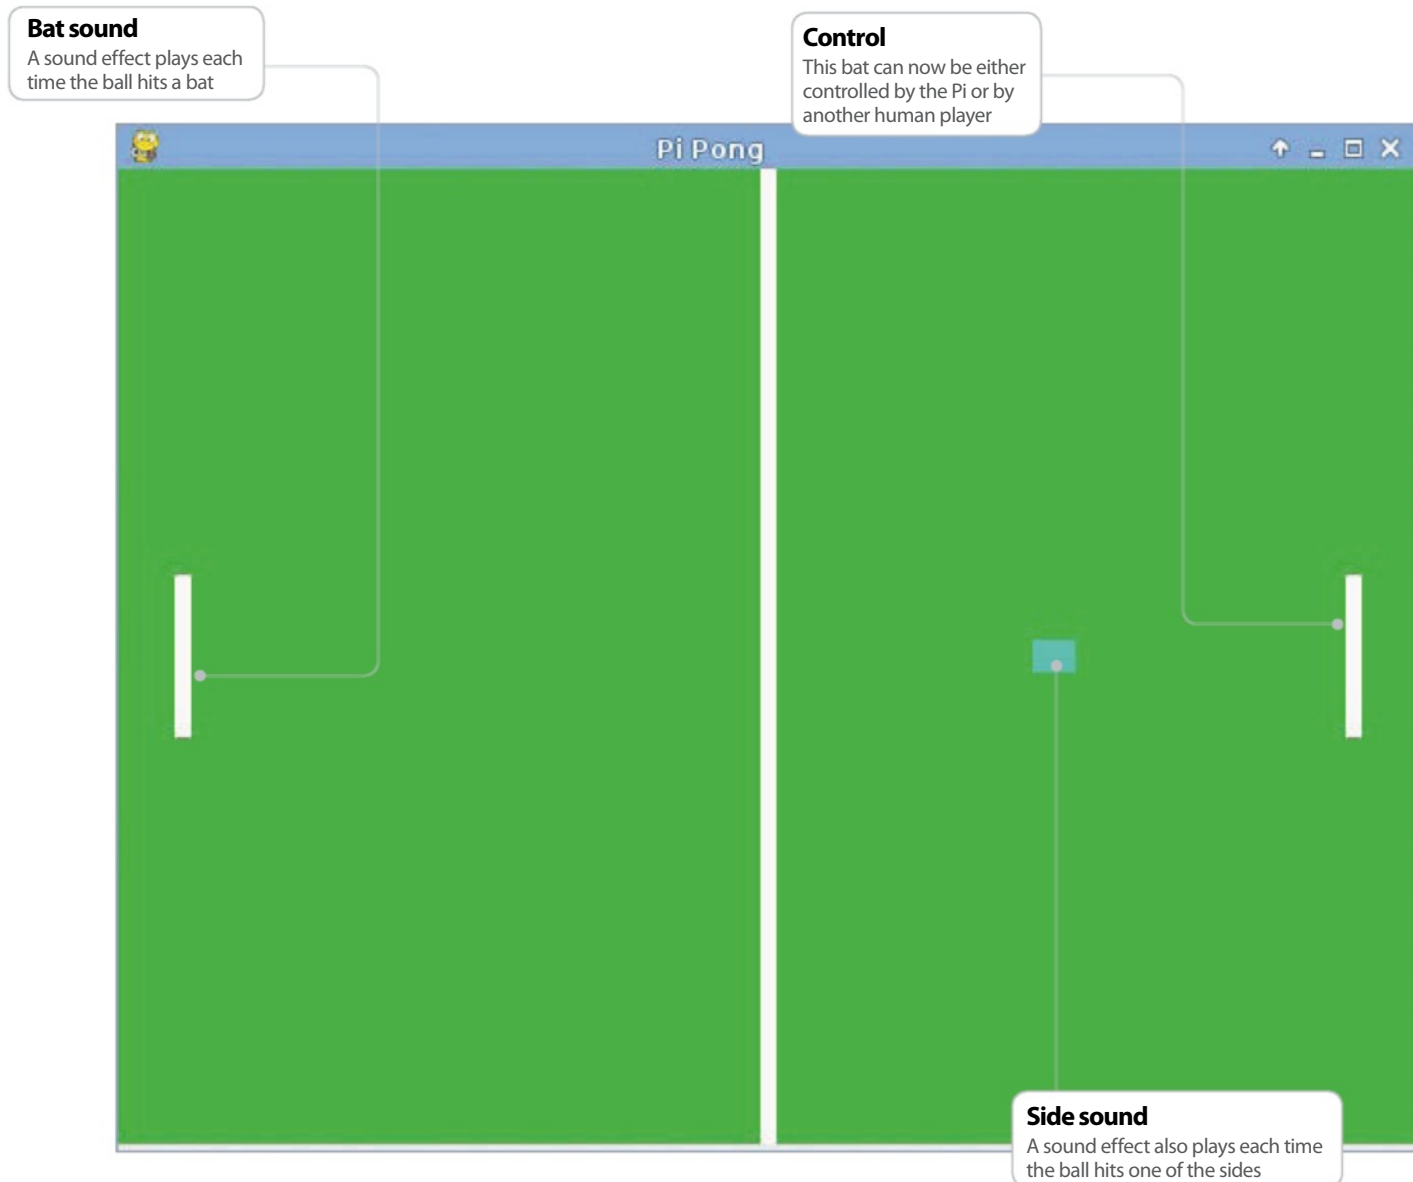 Bat sound
A sound effect plays each
time the ball hits a bat
Control
This bat can now be either
controlled by the Pi or by
another human player
Pi Pong
Side sound
A sound effect also plays each time
the ball hits one of the sides